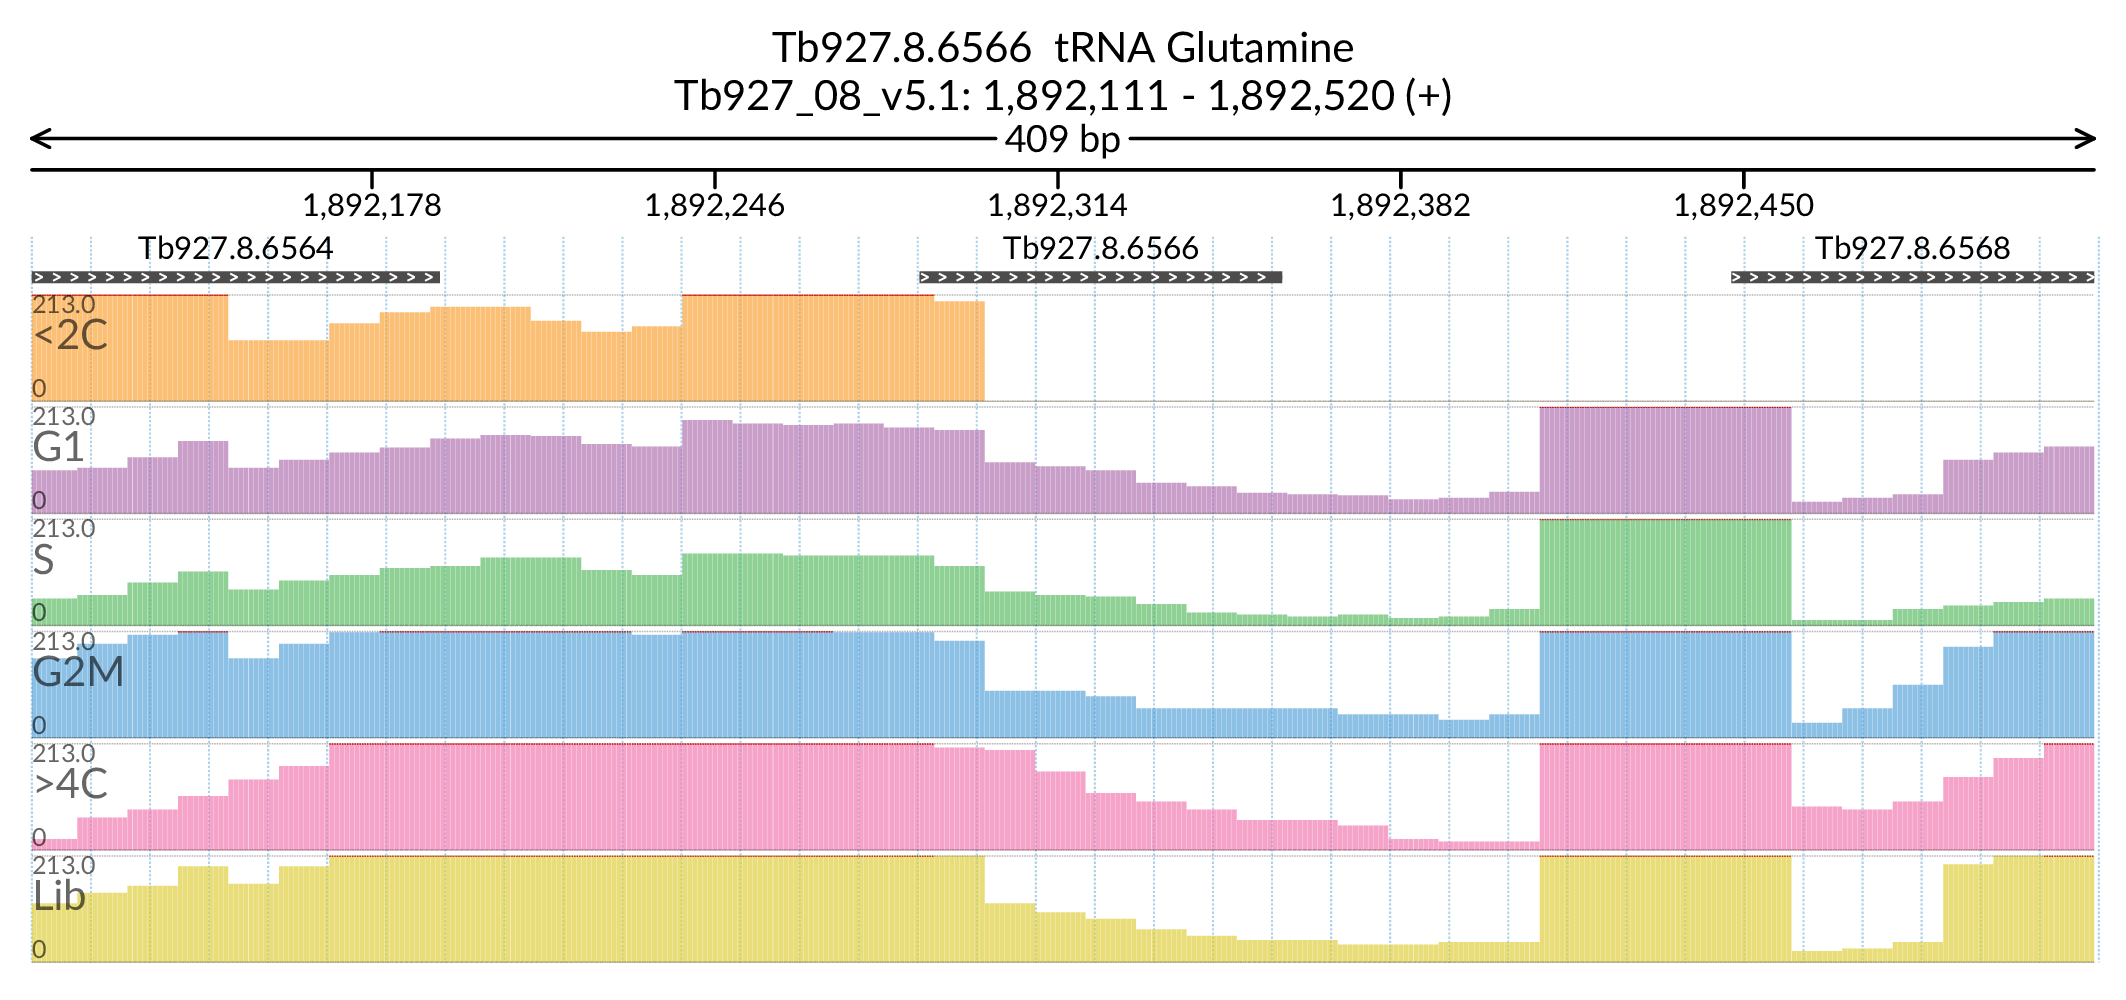 Tb927.8.6566  tRNA Glutamine
Tb927_08_v5.1: 1,892,111 - 1,892,520 (+)
409 bp
1,892,178 1,892,246 1,892,314 1,892,382 1,892,450
Tb927.8.6564 Tb927.8.6566 Tb927.8.6568
213.0
<2C
0
213.0
G1
0
213.0
S
0
213.0
G2M
0
213.0
>4C
0
213.0
Lib
0